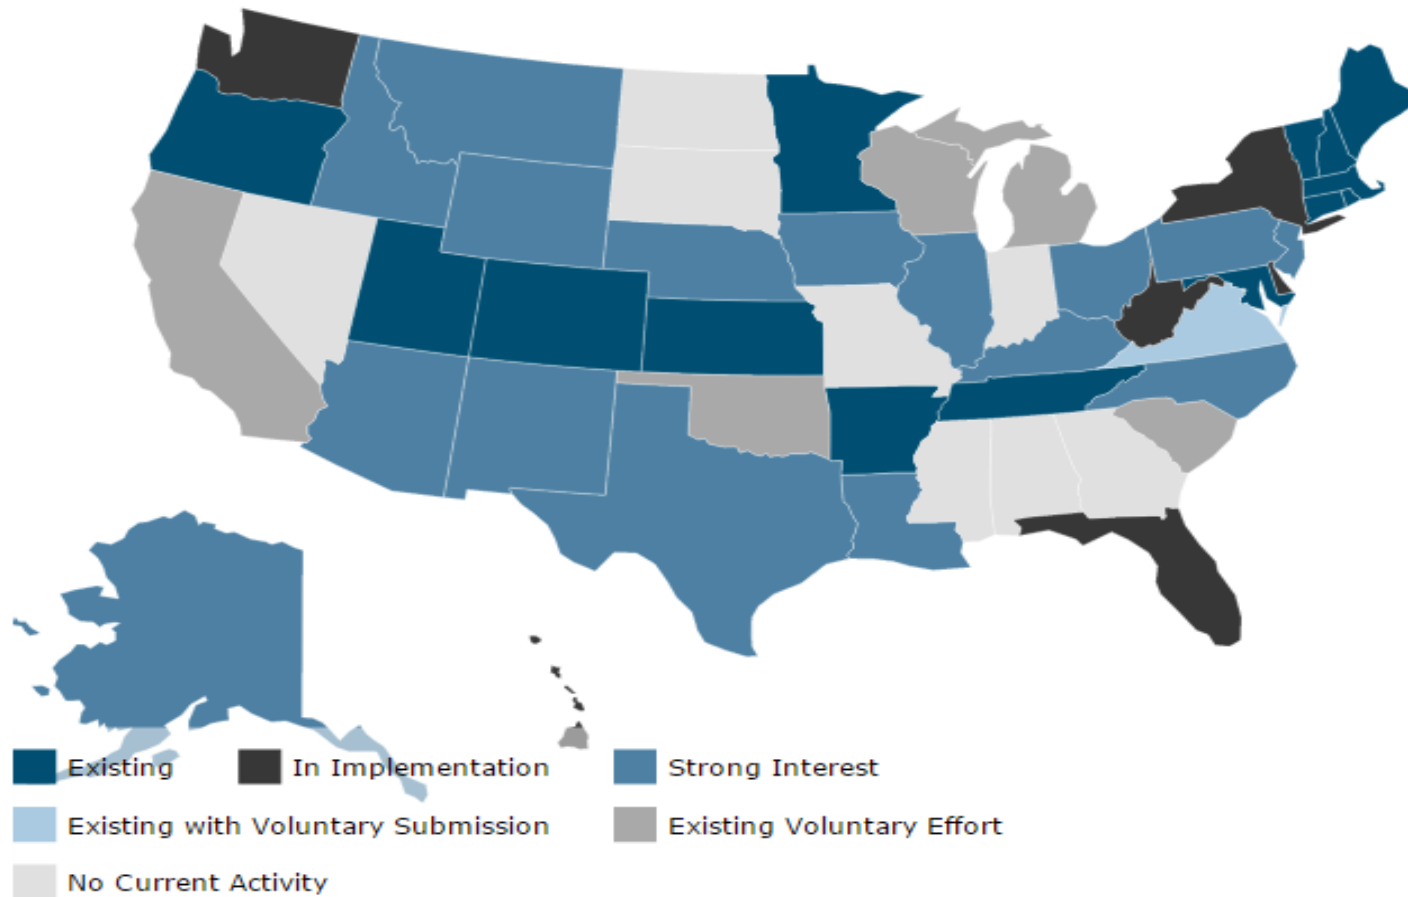 Existing In Implementation Strong Interest
Existing with Voluntary Submission Existing Voluntary Effort
No Current Activity